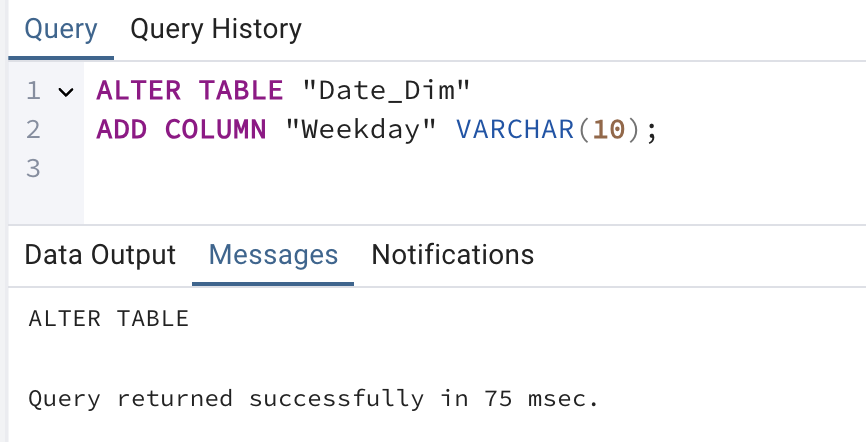 Query Query History
1 ALTER TABLE "Date_Dim"
2 ADD COLUMN "Weekday" VARCHAR(10);
3
Data Output Messages Notifications
ALTER TABLE
Query returned successfully in 75 msec.